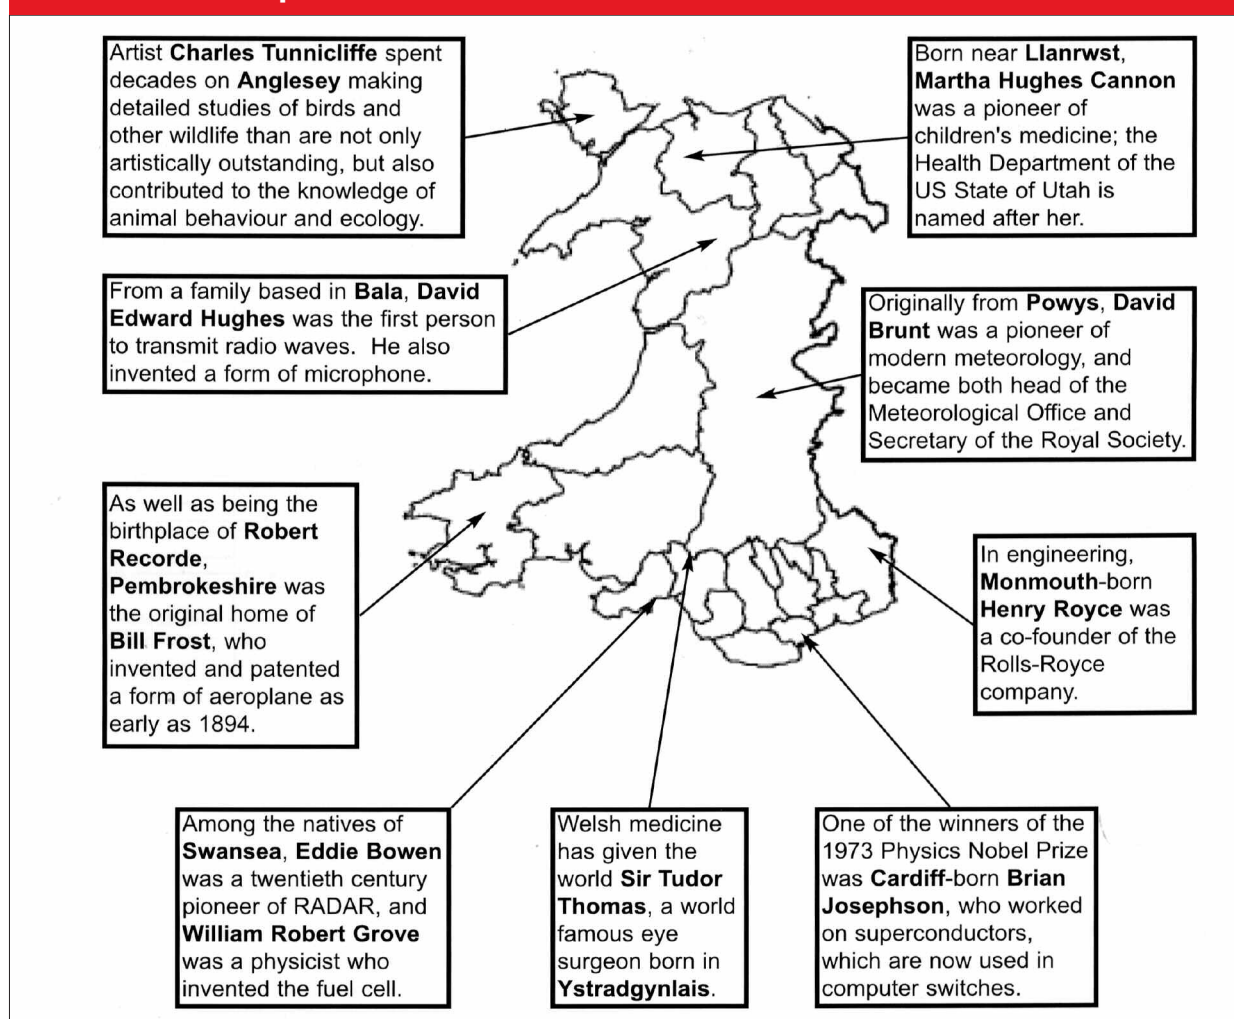 Artist Charles Tunnicliffe spent
decades on Anglesey making
detailed studies of birds and
other wildlife than are not only
artistically outstanding, but also
contributed to the knowledge of
animal behaviour and ecology.
Born near Llanrwst,
Martha Hughes Cannon
was a pioneer of
children's medicine; the
Health Department of the
US State of Utah is
named after her.
From a family based in Bala, David
Edward Hughes was the first person
to transmit radio waves. He also
invented a form of microphone.
Originally from Powys, David
Brunt was a pioneer of
modern meteorology, and
became both head of the
Meteorological Office and
Secretary of the Royal Society.
As well as being the
birthplace of Robert
Recorde,
Pembrokeshire was
the original home of
Bill Frost, who
invented and patented
a form of aeroplane as
early as 1894.
In engineering,
Monmouth-born
Henry Royce was
a co-founder of the
Rolls-Royce
company.
Among the natives of
Swansea, Eddie Bowen
was a twentieth century
pioneer of RADAR, and
William Robert Grove
was a physicist who
invented the fuel cell.
Welsh medicine
has given the
world Sir Tudor
Thomas, a world
famous eye
surgeon born in
Ystradgynlais.
One of the winners of the
1973 Physics Nobel Prize
was Cardiff-born Brian
Josephson, who worked
on superconductors,
which are now used in
computer switches.